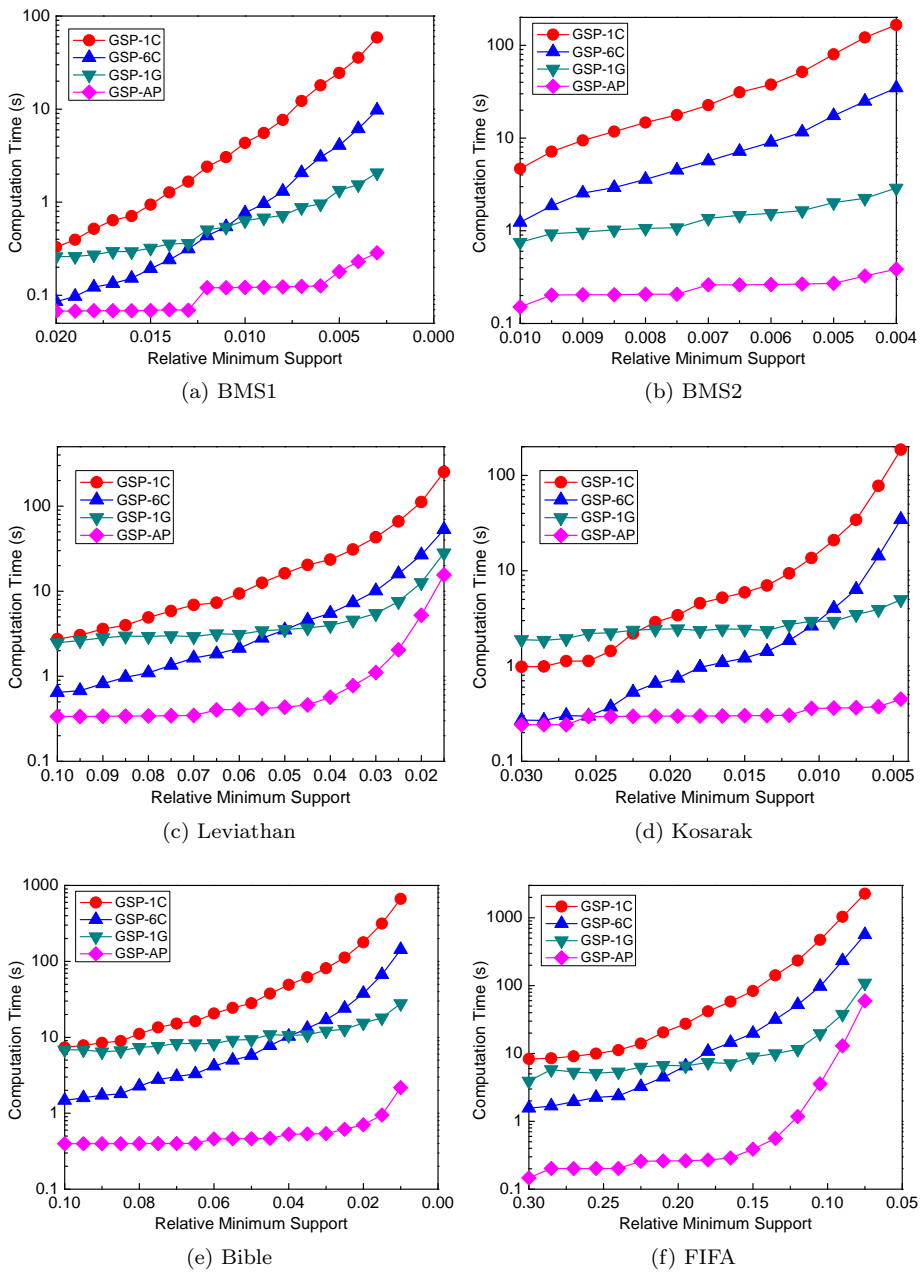 100
10
1
0.1
Computation Time (s)
GSP-1C
GSP-6C
GSP-1G
GSP-AP
0.020 0.015 0.010 0.005 0.000
Relative Minimum Support
(a) BMS1
100
10
1
0.1
Computation Time (s)
GSP-1C
GSP-6C
GSP-1G
GSP-AP
0.010 0.009 0.008 0.007 0.006 0.005 0.004
Relative Minimum Support
(b) BMS2
100
10
1
0.1
Computation Time (s)
GSP-1C
GSP-6C
GSP-1G
GSP-AP
0.10 0.09 0.08 0.07 0.06 0.05 0.04 0.03 0.02
Relative Minimum Support
(c) Leviathan
100
10
1
0.1
Computation Time (s)
GSP-1C
GSP-6C
GSP-1G
GSP-AP
0.030 0.025 0.020 0.015 0.010 0.005
Relative Minimum Support
(d) Kosarak
1000
100
10
1
0.1
Computation Time (s)
GSP-1C
GSP-6C
GSP-1G
GSP-AP
0.10 0.08 0.06 0.04 0.02 0.00
Relative Minimum Support
(e) Bible
1000
100
10
1
0.1
Computation Time (s)
GSP-1C
GSP-6C
GSP-1G
GSP-AP
0.30 0.25 0.20 0.15 0.10 0.05
Relative Minimum Support
(f) FIFA